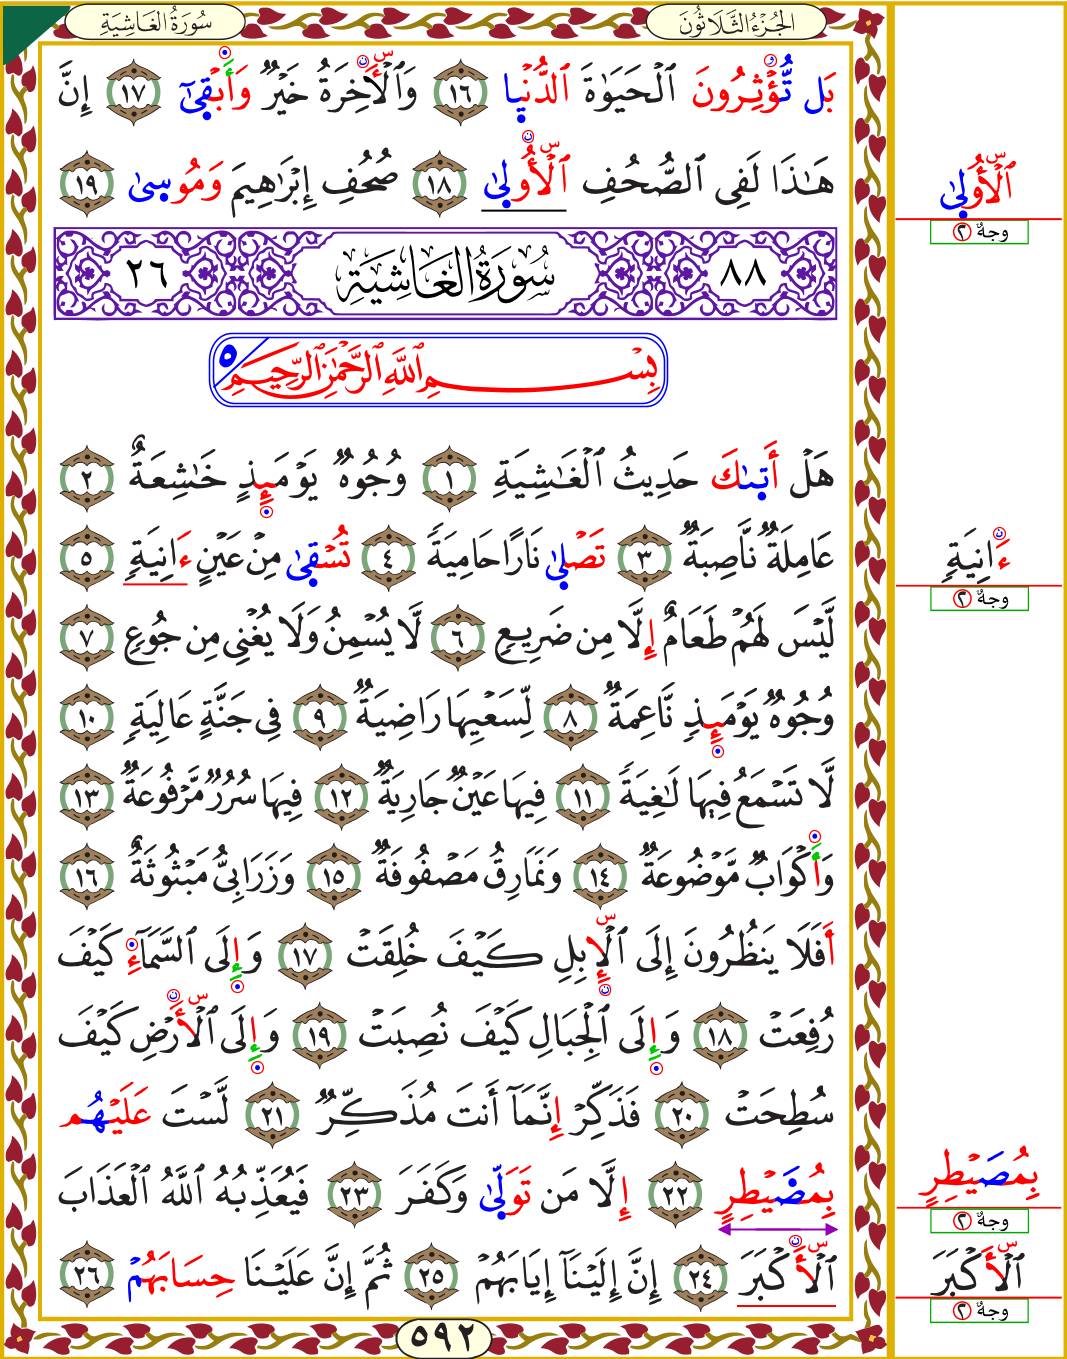 سُورَةُ الغَاشِيَةِ
الجُزْءُ الثَّلَاثُونَ
بَل تُّؤْثِرُونَ ٱلْحَيَوٰةَ ٱلدُّنْيٜا ١٦ وَٱلْأَٓخِرَةُ خَيْرٌ وَأَبْقٜىٰٓ ١٧ إِنَّ
هَٰذَا لَفِى ٱلصُّحُفِ ٱلْأُولٜىٰ ١٨ صُحُفِ إِبْرَٰهِيمَ وَمُوسٜىٰ ١٩
ٱلْأُولٜىٰ
وجهٌ ٢
٨٨ سُورَةُ الغَاشِيَةِ ٢٦
بِسْمِ ٱللَّهِ ٱلرَّحْمَٰنِ ٱلرَّحِيمِ ٥
هَلْ أَتٜىٰكَ حَدِيثُ ٱلْغَٰشِيَةِ ١ وُجُوهٌ يَوْمَئِذٍ خَٰشِعَةٌ ٢
عَامِلَةٌ نَّاصِبَةٌ ٣ تَصْلٜىٰ نَارًا حَامِيَةً ٤ تُسْقٜىٰ مِنْ عَيْنٍ ءَانِيَةٍ ٥
ءَانِيَةٍ
وجهٌ ٢
لَّيْسَ لَهُمْ طَعَامٌ إِلَّا مِن ضَرِيعٍ ٦ لَّا يُسْمِنُ وَلَا يُغْنِى مِن جُوعٍ ٧
وُجُوهٌ يَوْمَئِذٍ نَّاعِمَةٌ ٨ لِّسَعْيِهَا رَاضِيَةٌ ٩ فِى جَنَّةٍ عَالِيَةٍ ١٠
لَّا تَسْمَعُ فِيهَا لَٰغِيَةً ١١ فِيهَا عَيْنٌ جَارِيَةٌ ١٢ فِيهَا سُرُرٌ مَّرْفُوعَةٌ ١٣
وَأَكْوَابٌ مَّوْضُوعَةٌ ١٤ وَنَمَارِقُ مَصْفُوفَةٌ ١٥ وَزَرَابِىُّ مَبْثُوثَةٌ ١٦
أَفَلَا يَنظُرُونَ إِلَى ٱلْإِبِلِ كَيْفَ خُلِقَتْ ١٧ وَإِلَى ٱلسَّمَآءِ كَيْفَ
رُفِعَتْ ١٨ وَإِلَى ٱلْجِبَالِ كَيْفَ نُصِبَتْ ١٩ وَإِلَى ٱلْأَرْضِ كَيْفَ
سُطِحَتْ ٢٠ فَذَكِّرْ إِنَّمَآ أَنتَ مُذَكِّرٌ ٢١ لَّسْتَ عَلَيْهُم
بِمُصَيْطِرٍ ٢٢ إِلَّا مَن تَوَلّٜىٰ وَكَفَرَ ٢٣ فَيُعَذِّبُهُ ٱللَّهُ ٱلْعَذَابَ
بِمُصَيْطِرٍ
وجهٌ ٢
ٱلْأَكْبَرَ ٢٤ إِنَّ إِلَيْنَآ إِيَابَهُمْ ٢٥ ثُمَّ إِنَّ عَلَيْنَا حِسَابَهُمْ ٢٦
ٱلْأَكْبَرَ
وجهٌ ٢
٥٩٢